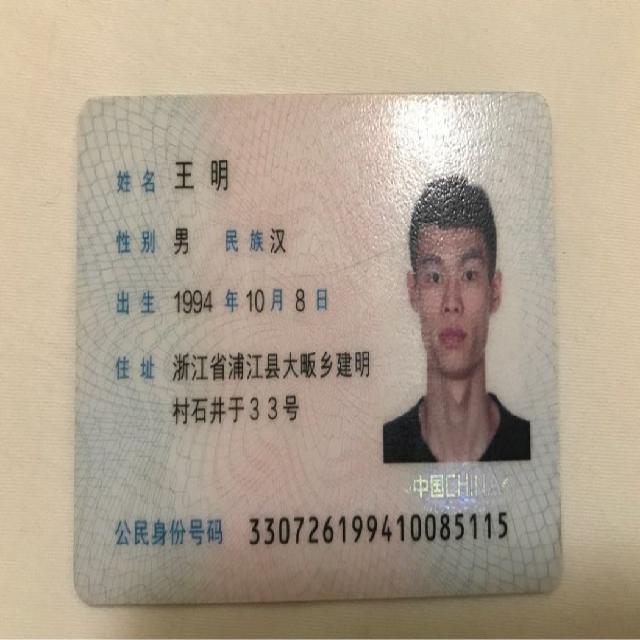 姓名 王明
性别 男 民族 汉
出生 1994 年 10 月 8 日
住址 浙江省浦江县大畈乡建明
村石井于33号
中国CHINA
公民身份号码 330726199410085115